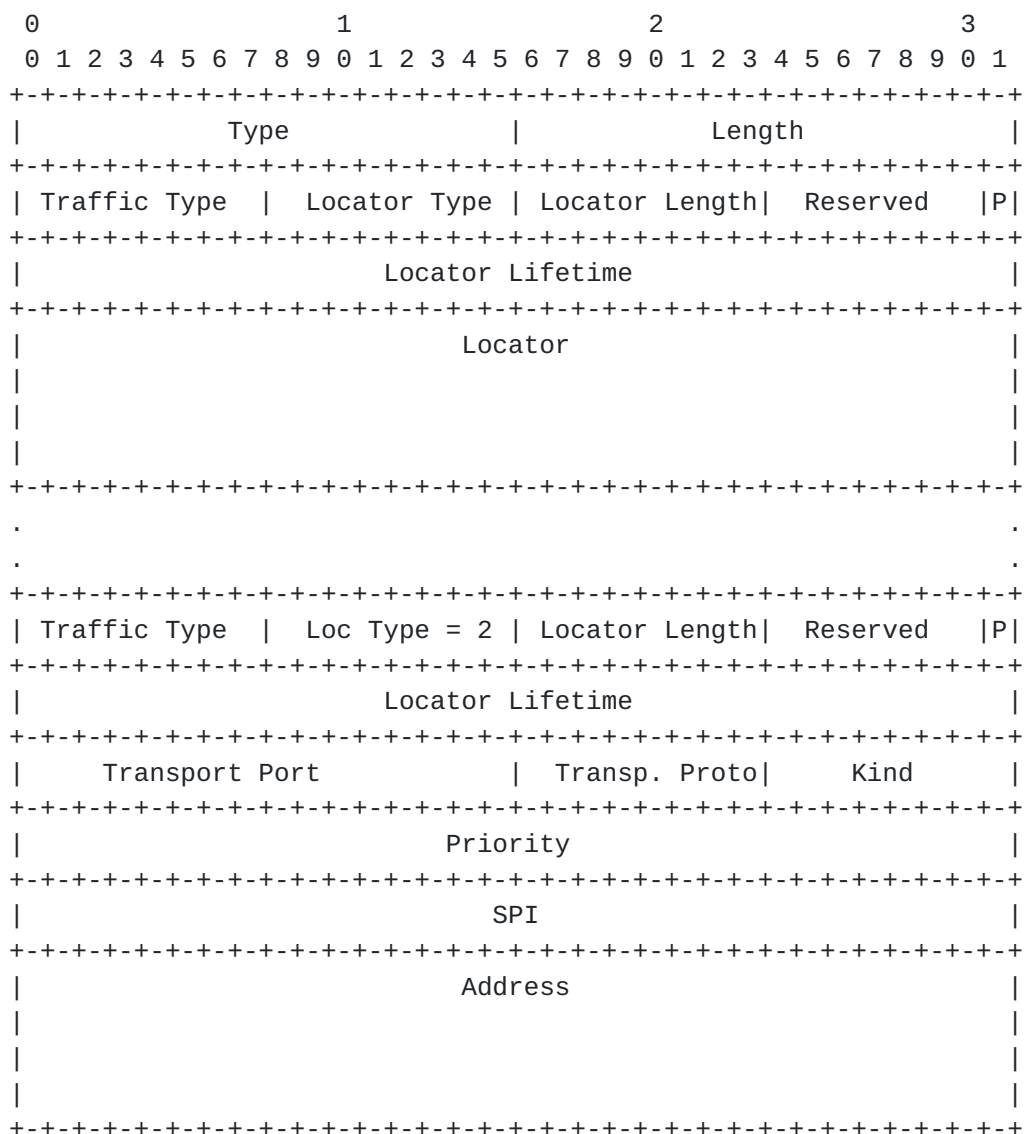 0                   1                   2                   3
 0 1 2 3 4 5 6 7 8 9 0 1 2 3 4 5 6 7 8 9 0 1 2 3 4 5 6 7 8 9 0 1
+-+-+-+-+-+-+-+-+-+-+-+-+-+-+-+-+-+-+-+-+-+-+-+-+-+-+-+-+-+-+-+-+
|             Type              |            Length             |
+-+-+-+-+-+-+-+-+-+-+-+-+-+-+-+-+-+-+-+-+-+-+-+-+-+-+-+-+-+-+-+-+
| Traffic Type  |  Locator Type | Locator Length|  Reserved   |P|
+-+-+-+-+-+-+-+-+-+-+-+-+-+-+-+-+-+-+-+-+-+-+-+-+-+-+-+-+-+-+-+-+
|                       Locator Lifetime                        |
+-+-+-+-+-+-+-+-+-+-+-+-+-+-+-+-+-+-+-+-+-+-+-+-+-+-+-+-+-+-+-+-+
|                            Locator                            |
|                                                               |
|                                                               |
|                                                               |
+-+-+-+-+-+-+-+-+-+-+-+-+-+-+-+-+-+-+-+-+-+-+-+-+-+-+-+-+-+-+-+-+
.                                                               .
.                                                               .
+-+-+-+-+-+-+-+-+-+-+-+-+-+-+-+-+-+-+-+-+-+-+-+-+-+-+-+-+-+-+-+-+
| Traffic Type  |  Loc Type = 2 | Locator Length|  Reserved   |P|
+-+-+-+-+-+-+-+-+-+-+-+-+-+-+-+-+-+-+-+-+-+-+-+-+-+-+-+-+-+-+-+-+
|                       Locator Lifetime                        |
+-+-+-+-+-+-+-+-+-+-+-+-+-+-+-+-+-+-+-+-+-+-+-+-+-+-+-+-+-+-+-+-+
|     Transport Port            |  Transp. Proto|     Kind      |
+-+-+-+-+-+-+-+-+-+-+-+-+-+-+-+-+-+-+-+-+-+-+-+-+-+-+-+-+-+-+-+-+
|                           Priority                            |
+-+-+-+-+-+-+-+-+-+-+-+-+-+-+-+-+-+-+-+-+-+-+-+-+-+-+-+-+-+-+-+-+
|                              SPI                              |
+-+-+-+-+-+-+-+-+-+-+-+-+-+-+-+-+-+-+-+-+-+-+-+-+-+-+-+-+-+-+-+-+
|                            Address                            |
|                                                               |
|                                                               |
|                                                               |
+-+-+-+-+-+-+-+-+-+-+-+-+-+-+-+-+-+-+-+-+-+-+-+-+-+-+-+-+-+-+-+-+